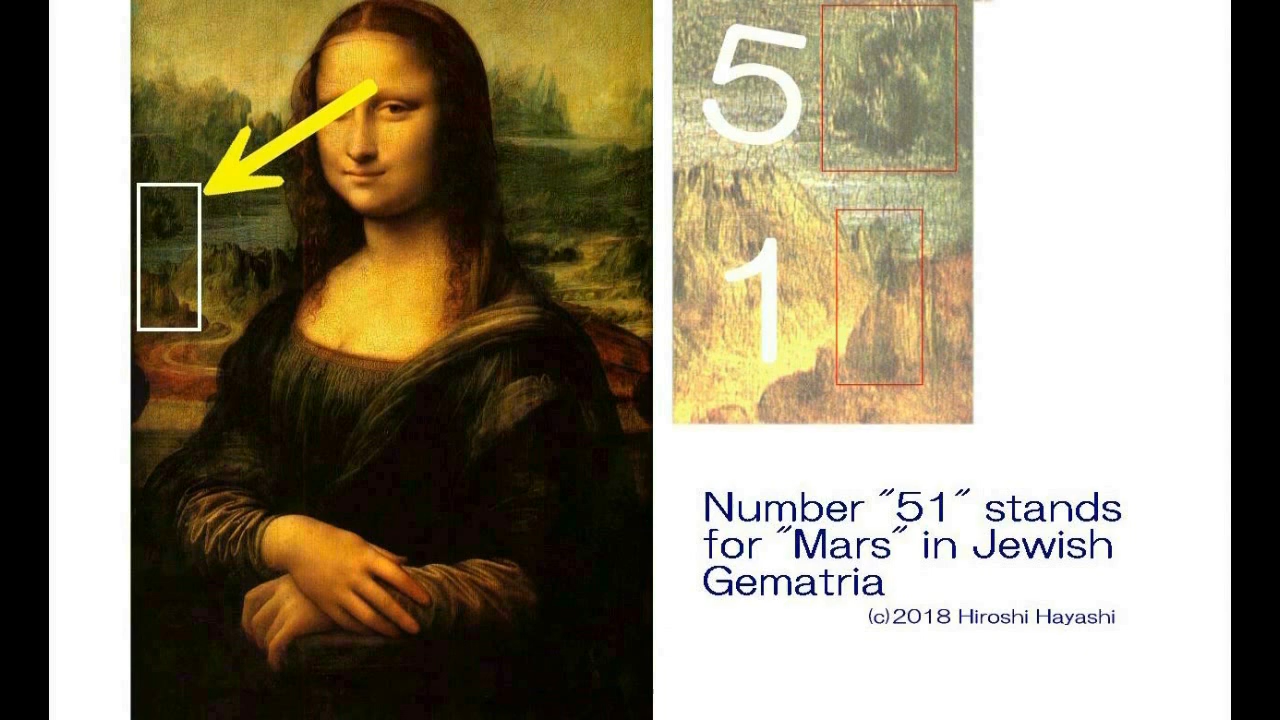 5
1
Number "51" stands
for "Mars" in Jewish
Gematria
(c)2018 Hiroshi Hayashi